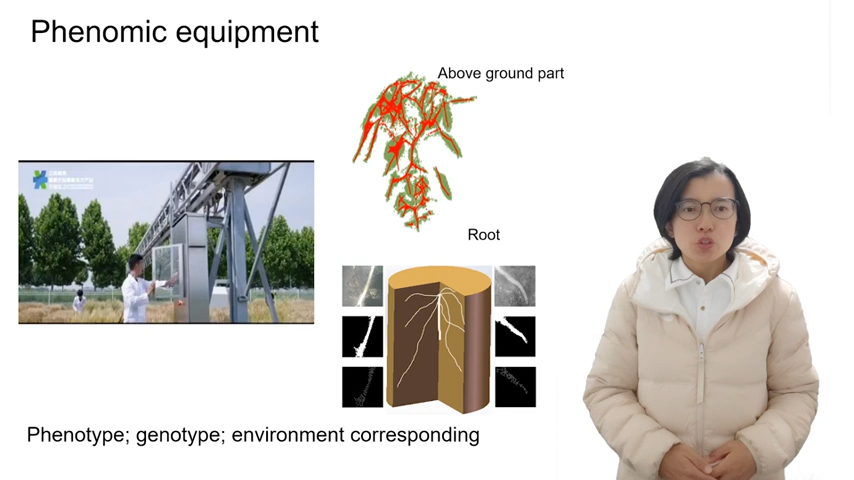 Phenomic equipment
Above ground part
Root
Phenotype; genotype; environment corresponding